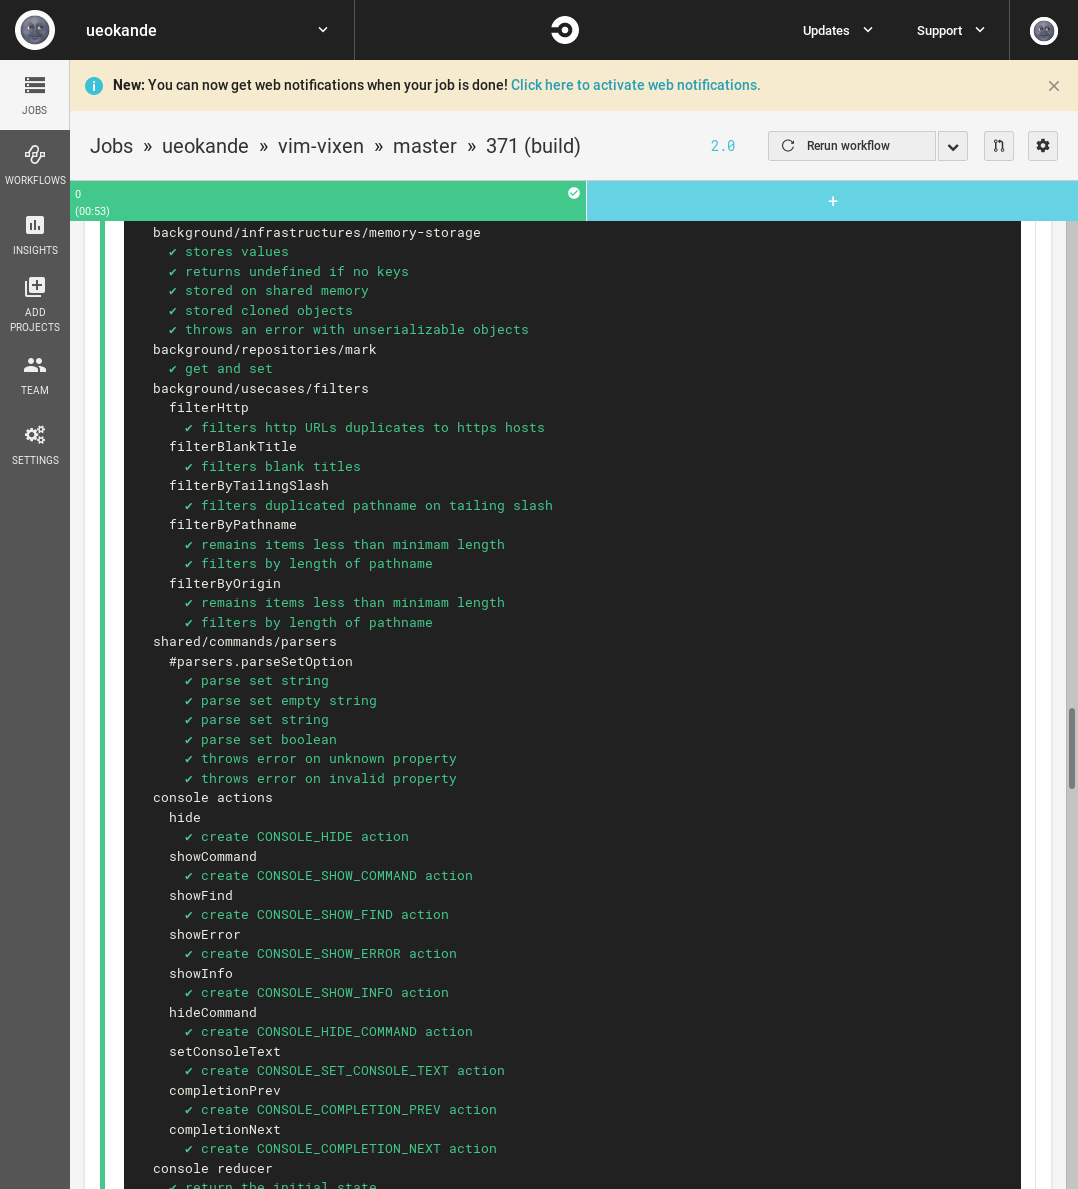 ueokande
Updates
Support
JOBS
New: You can now get web notifications when your job is done! Click here to activate web notifications.
×
Jobs » ueokande » vim-vixen » master » 371 (build)
2.0
Rerun workflow
WORKFLOWS
0
(00:53)
+
INSIGHTS
ADD
PROJECTS
TEAM
SETTINGS
background/infrastructures/memory-storage
✔ stores values
✔ returns undefined if no keys
✔ stored on shared memory
✔ stored cloned objects
✔ throws an error with unserializable objects
background/repositories/mark
✔ get and set
background/usecases/filters
filterHttp
✔ filters http URLs duplicates to https hosts
filterBlankTitle
✔ filters blank titles
filterByTailingSlash
✔ filters duplicated pathname on tailing slash
filterByPathname
✔ remains items less than minimam length
✔ filters by length of pathname
filterByOrigin
✔ remains items less than minimam length
✔ filters by length of pathname
shared/commands/parsers
#parsers.parseSetOption
✔ parse set string
✔ parse set empty string
✔ parse set string
✔ parse set boolean
✔ throws error on unknown property
✔ throws error on invalid property
console actions
hide
✔ create CONSOLE_HIDE action
showCommand
✔ create CONSOLE_SHOW_COMMAND action
showFind
✔ create CONSOLE_SHOW_FIND action
showError
✔ create CONSOLE_SHOW_ERROR action
showInfo
✔ create CONSOLE_SHOW_INFO action
hideCommand
✔ create CONSOLE_HIDE_COMMAND action
setConsoleText
✔ create CONSOLE_SET_CONSOLE_TEXT action
completionPrev
✔ create CONSOLE_COMPLETION_PREV action
completionNext
✔ create CONSOLE_COMPLETION_NEXT action
console reducer
✔ return the initial state